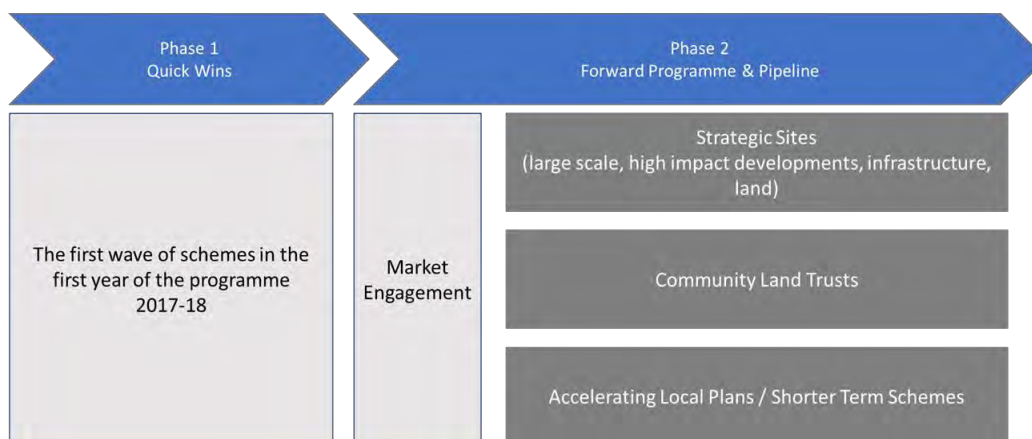 Phase 1
Quick Wins
Phase 2
Forward Programme & Pipeline
The first wave of schemes in the
first year of the programme
2017-18
Market
Engagement
Strategic Sites
(large scale, high impact developments, infrastructure,
land)
Community Land Trusts
Accelerating Local Plans / Shorter Term Schemes